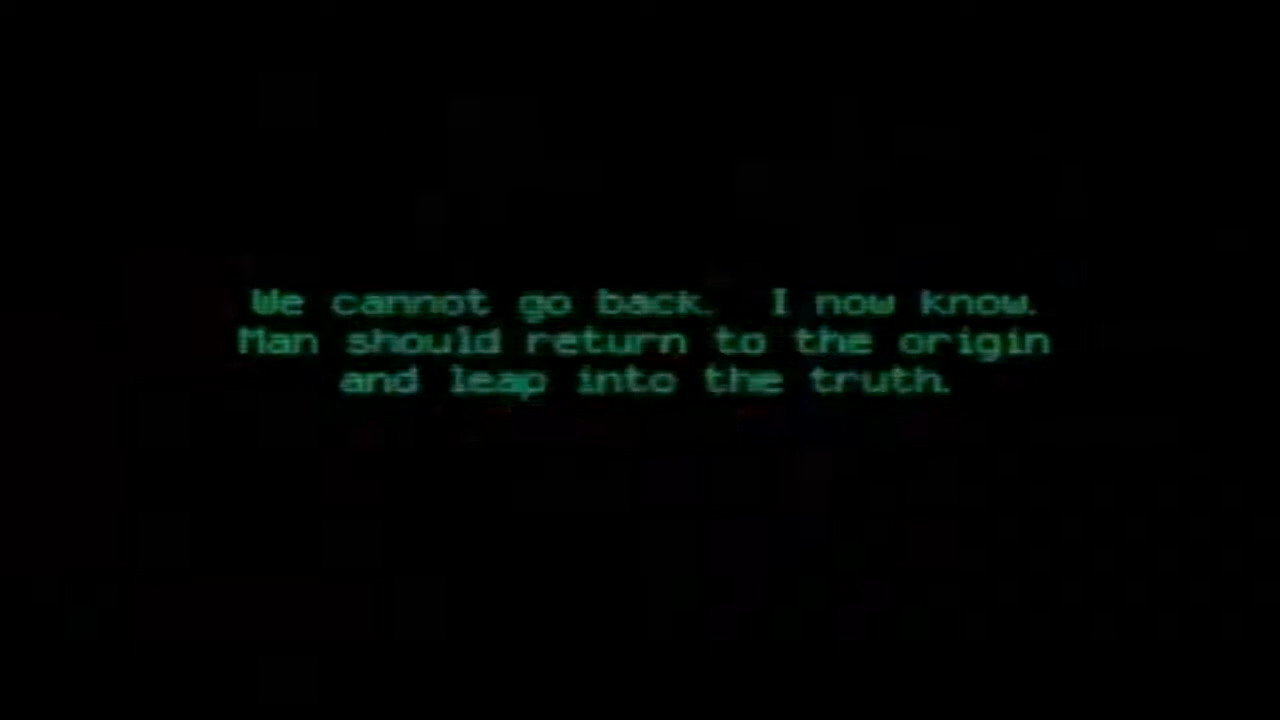 We cannot go back.  I now know.
Man should return to the origin
and leap into the truth.